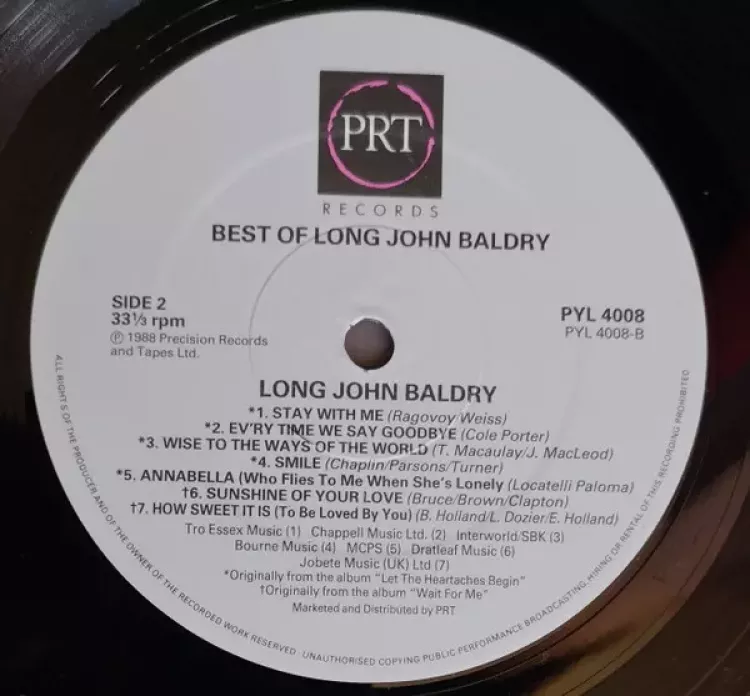 PRT
RECORDS
BEST OF LONG JOHN BALDRY
SIDE 2
33⅓ rpm
℗ 1988 Precision Records
and Tapes Ltd.
PYL 4008
PYL 4008-B
LONG JOHN BALDRY
*1. STAY WITH ME (Ragovoy/Weiss)
*2. EV'RY TIME WE SAY GOODBYE (Cole Porter)
*3. WISE TO THE WAYS OF THE WORLD (T. Macaulay/J. MacLeod)
*4. SMILE (Chaplin/Parsons/Turner)
*5. ANNABELLA (Who Flies To Me When She's Lonely (Locatelli Paloma)
†6. SUNSHINE OF YOUR LOVE (Bruce/Brown/Clapton)
†7. HOW SWEET IT IS (To Be Loved By You) (B. Holland/L. Dozier/E. Holland)
Tro Essex Music (1) Chappell Music Ltd. (2) Interworld/SBK (3)
Bourne Music (4) MCPS (5) Dratleaf Music (6)
Jobete Music (UK) Ltd (7)
*Originally from the album "Let The Heartaches Begin"
†Originally from the album "Wait For Me"
Marketed and Distributed by PRT
ALL RIGHTS OF THE PRODUCER AND OF THE OWNER OF THE RECORDED WORK RESERVED · UNAUTHORISED COPYING PUBLIC PERFORMANCE BROADCASTING, HIRING OR RENTAL OF THIS RECORDING PROHIBITED